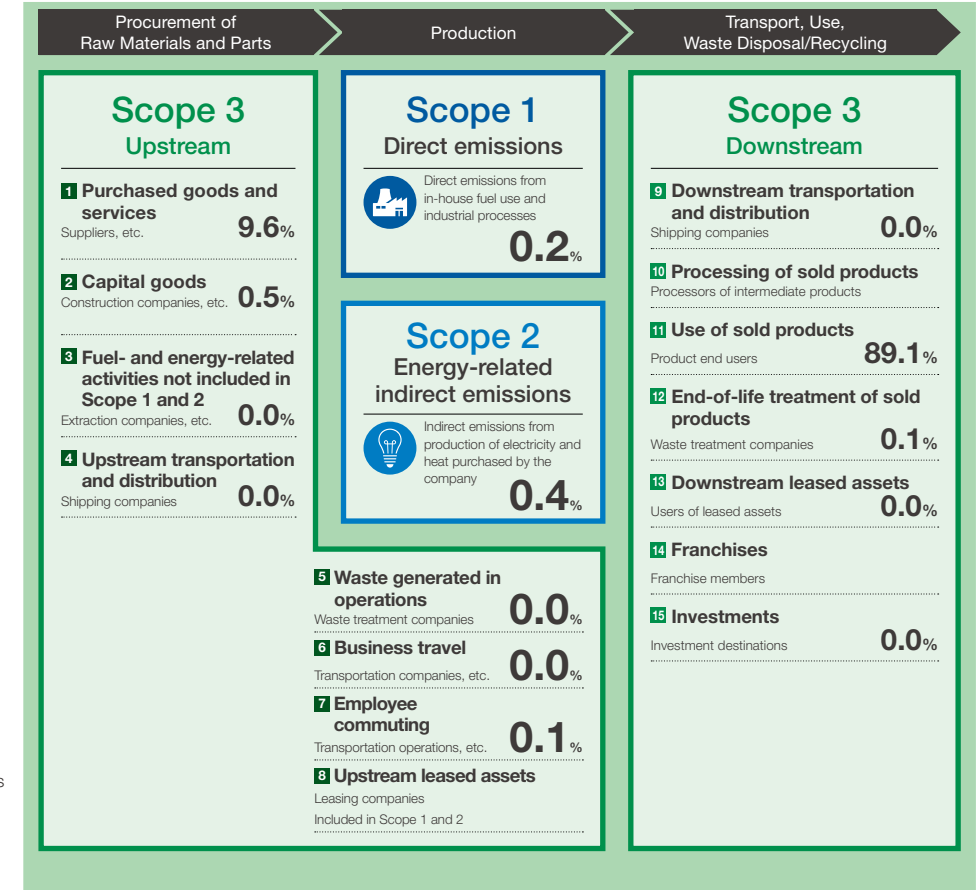 Procurement of
Raw Materials and Parts
Production
Transport, Use,
Waste Disposal/Recycling
Scope 3
Upstream
1 Purchased goods and
services
Suppliers, etc. 9.6%
2 Capital goods
Construction companies, etc. 0.5%
3 Fuel- and energy-related
activities not included in
Scope 1 and 2
Extraction companies, etc. 0.0%
4 Upstream transportation
and distribution
Shipping companies 0.0%
Scope 1
Direct emissions
Direct emissions from
in-house fuel use and
industrial processes
0.2%
Scope 2
Energy-related
indirect emissions
Indirect emissions from
production of electricity and
heat purchased by the
company
0.4%
5 Waste generated in
operations
Waste treatment companies 0.0%
6 Business travel
Transportation companies, etc. 0.0%
7 Employee
commuting
Transportation operations, etc. 0.1%
8 Upstream leased assets
Leasing companies
Included in Scope 1 and 2
Scope 3
Downstream
9 Downstream transportation
and distribution
Shipping companies 0.0%
10 Processing of sold products
Processors of intermediate products
11 Use of sold products
Product end users 89.1%
12 End-of-life treatment of sold
products
Waste treatment companies 0.1%
13 Downstream leased assets
Users of leased assets 0.0%
14 Franchises
Franchise members
15 Investments
Investment destinations 0.0%
s